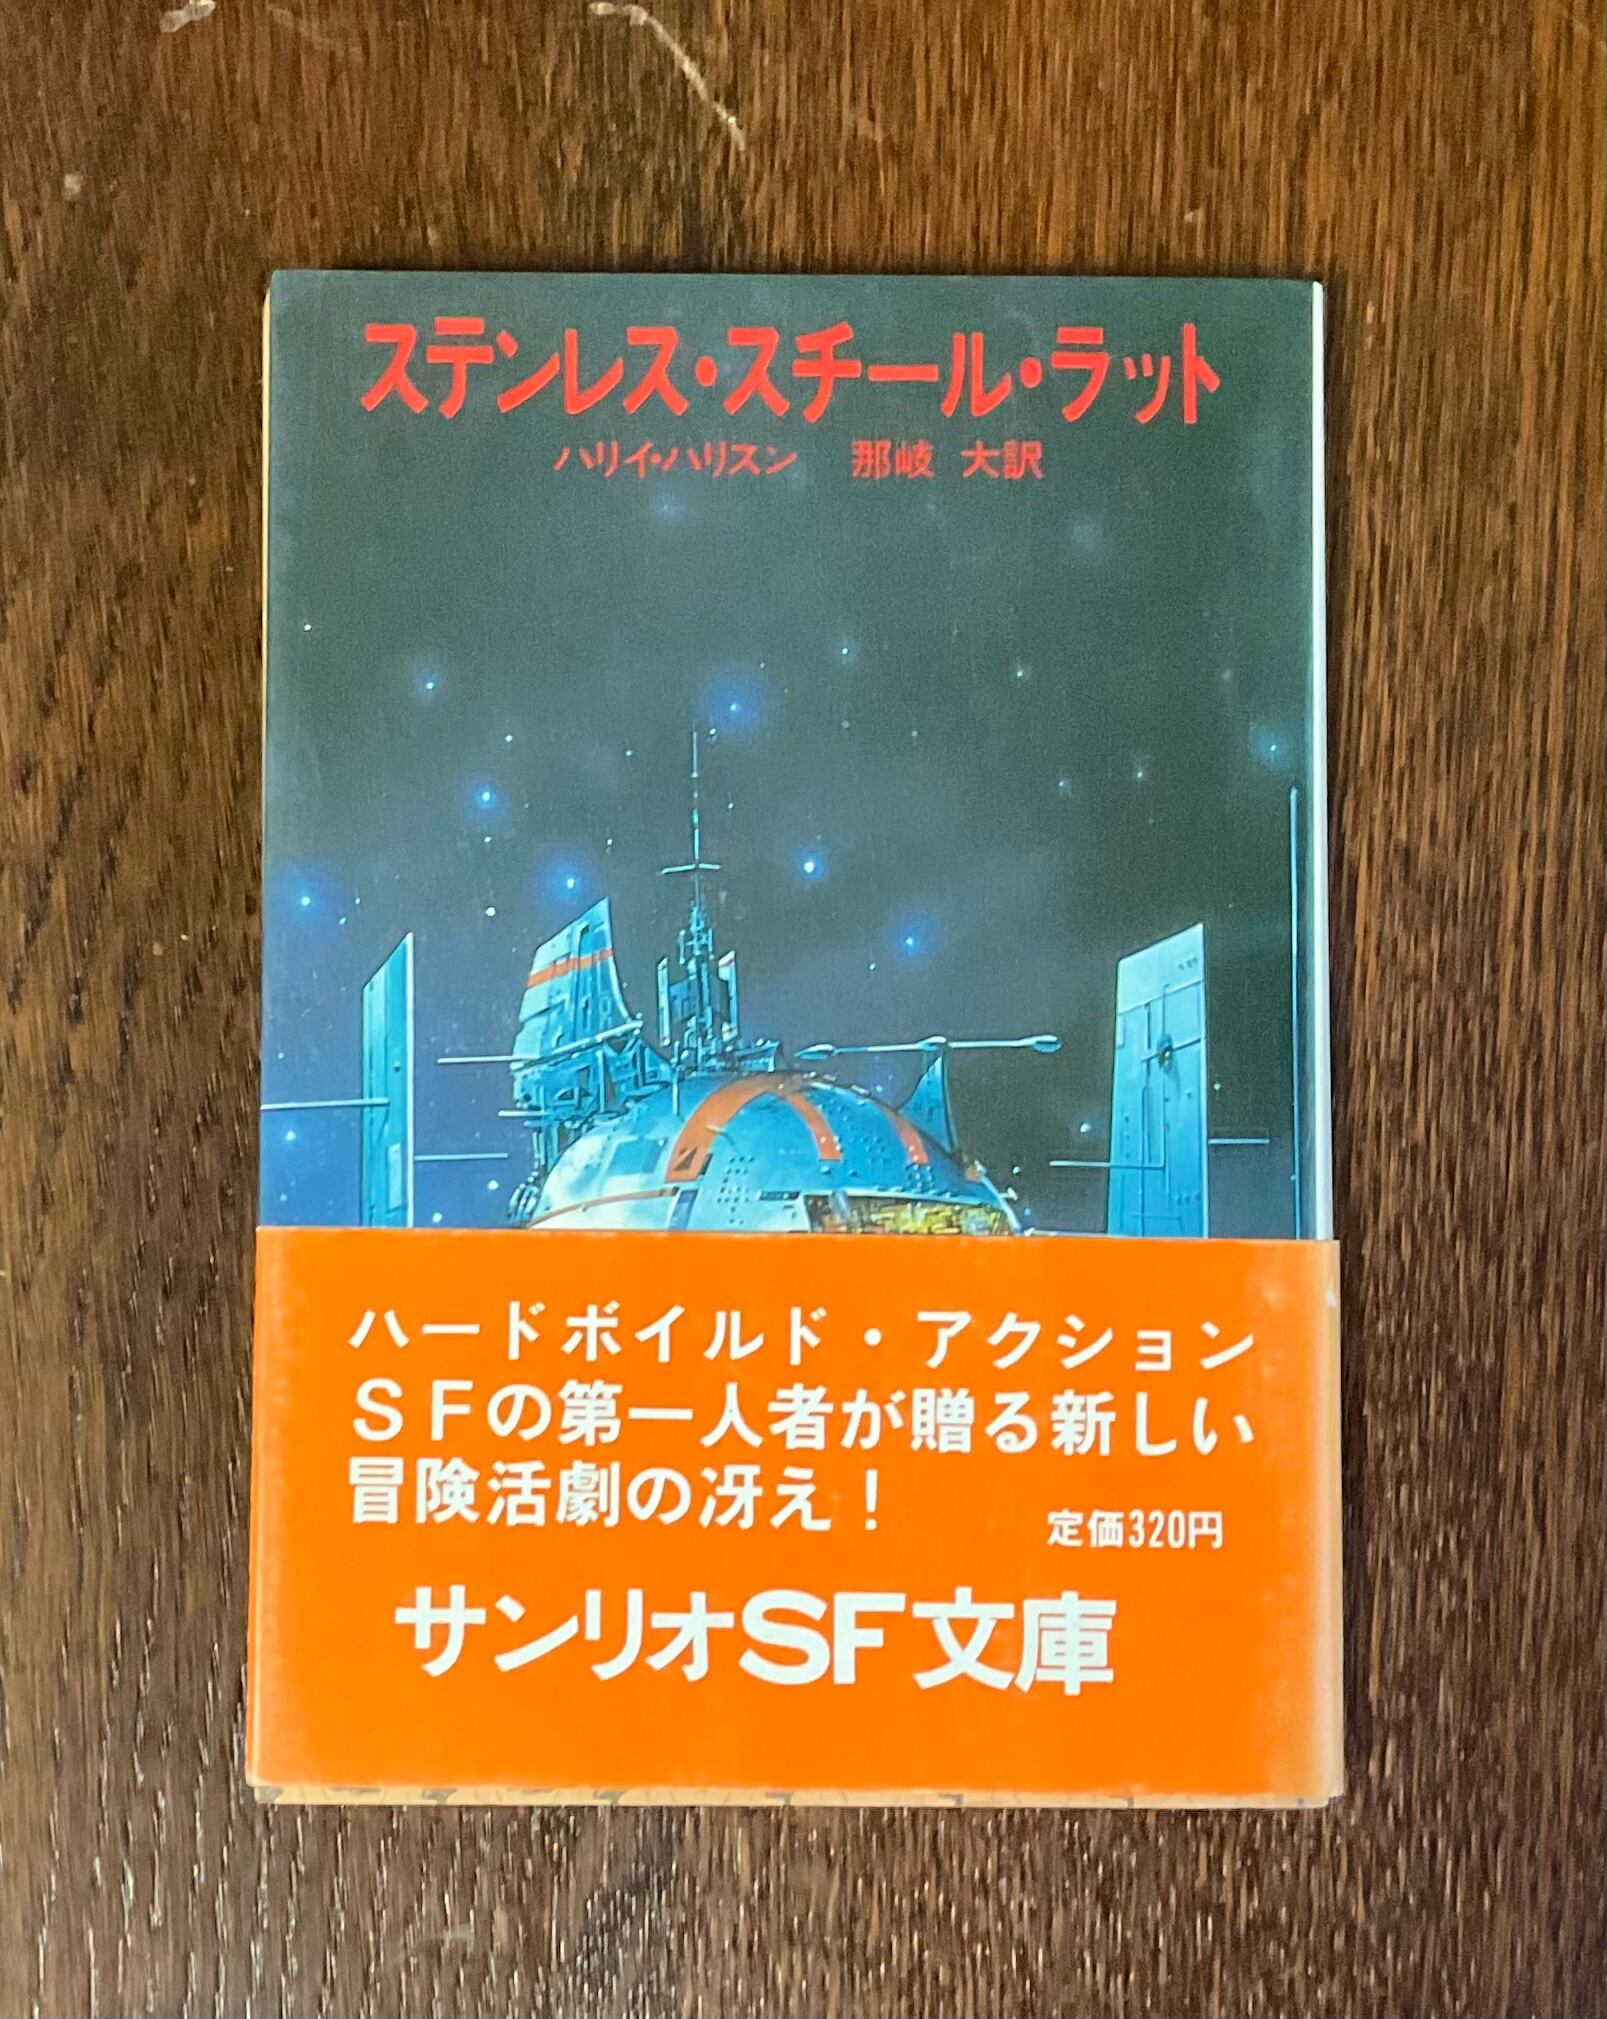 ステンレス・スチール・ラット
ハリイ・ハリスン 那岐 大訳
ハードボイルド・アクション
SFの第一人者が贈る新しい
冒険活劇の冴え!
定価320円
サンリオSF文庫